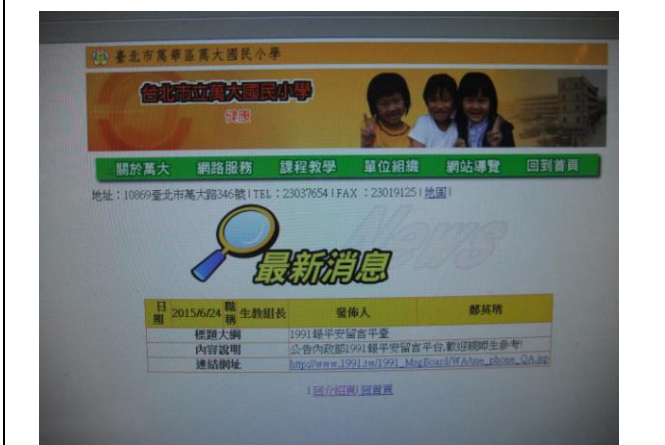 臺北市萬華區萬大國民小學
台北市立萬大國民小學
健康
關於萬大 網路服務 課程教學 單位組織 網站導覽 回到首頁
地址：10869臺北市萬大路346號 | TEL：23037654 | FAX ：23019125 | 地圖 |
News
最新消息
日期 2015/6/24 職稱 生教組長 發佈人
標題大綱 1991報平安留言平臺
內容說明 公告內政部1991報平安留言平台,歡迎親師生參考!
連結網址 http://www.1991.tw/1991_MsgBoard/WA/use_phone_QA.jsp
| 回介紹頁 | 回首頁